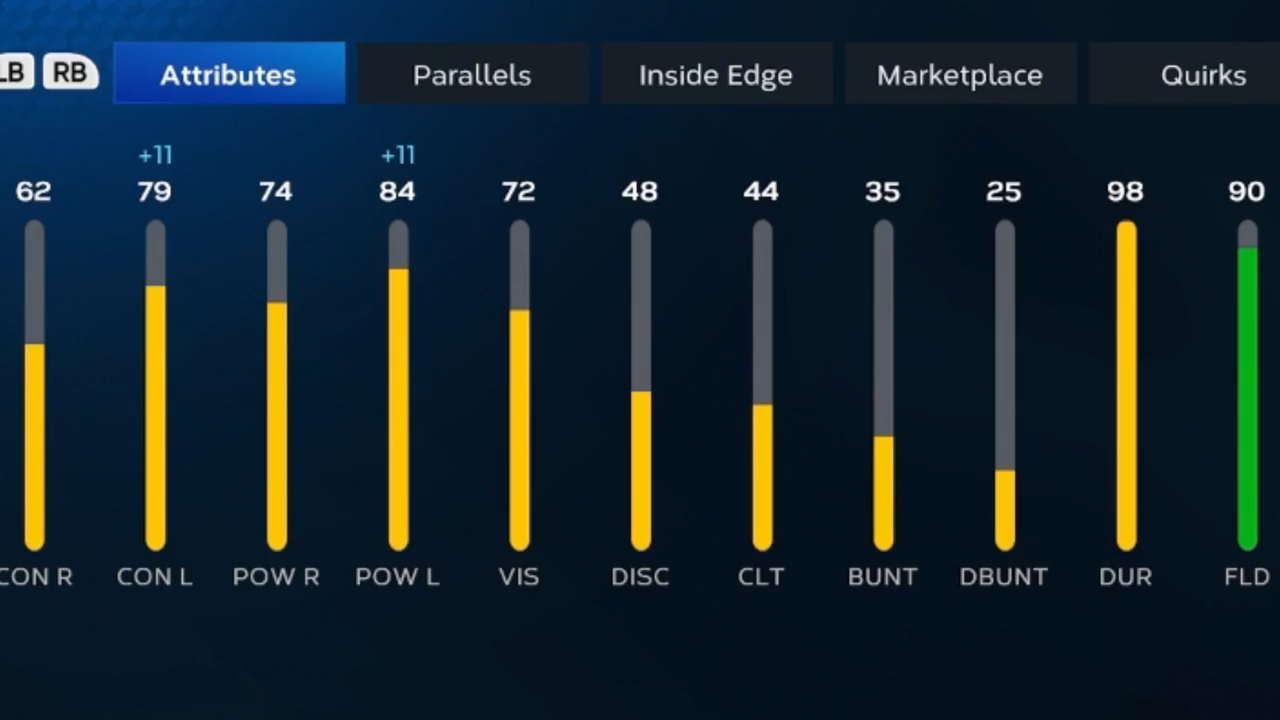 LB RB Attributes Parallels Inside Edge Marketplace Quirks
+11 +11
62 79 74 84 72 48 44 35 25 98 90
CON R CON L POW R POW L VIS DISC CLT BUNT DBUNT DUR FLD